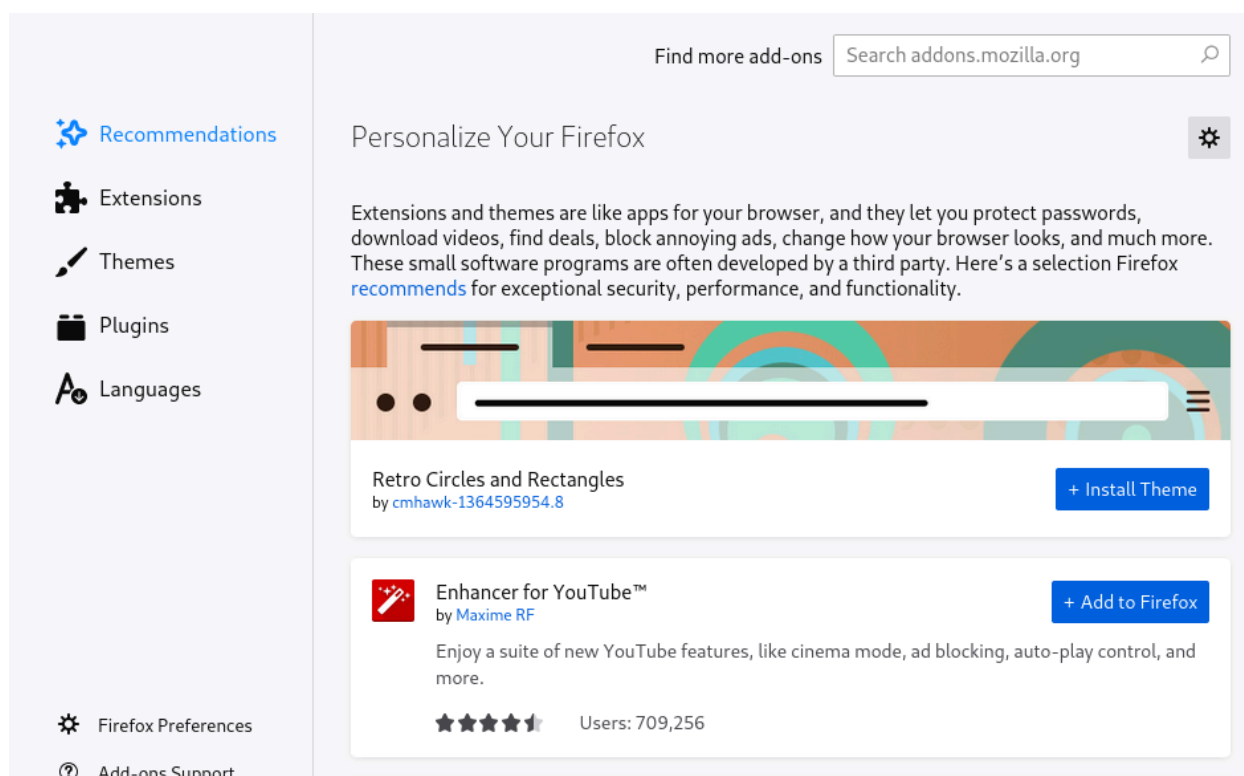 Find more add-ons
Search addons.mozilla.org
Recommendations
Extensions
Themes
Plugins
Languages
Firefox Preferences
Add-ons Support
Personalize Your Firefox
Extensions and themes are like apps for your browser, and they let you protect passwords,
download videos, find deals, block annoying ads, change how your browser looks, and much more.
These small software programs are often developed by a third party. Here's a selection Firefox
recommends for exceptional security, performance, and functionality.
Retro Circles and Rectangles
by cmhawk-1364595954.8
+ Install Theme
Enhancer for YouTube™
by Maxime RF
+ Add to Firefox
Enjoy a suite of new YouTube features, like cinema mode, ad blocking, auto-play control, and
more.
Users: 709,256